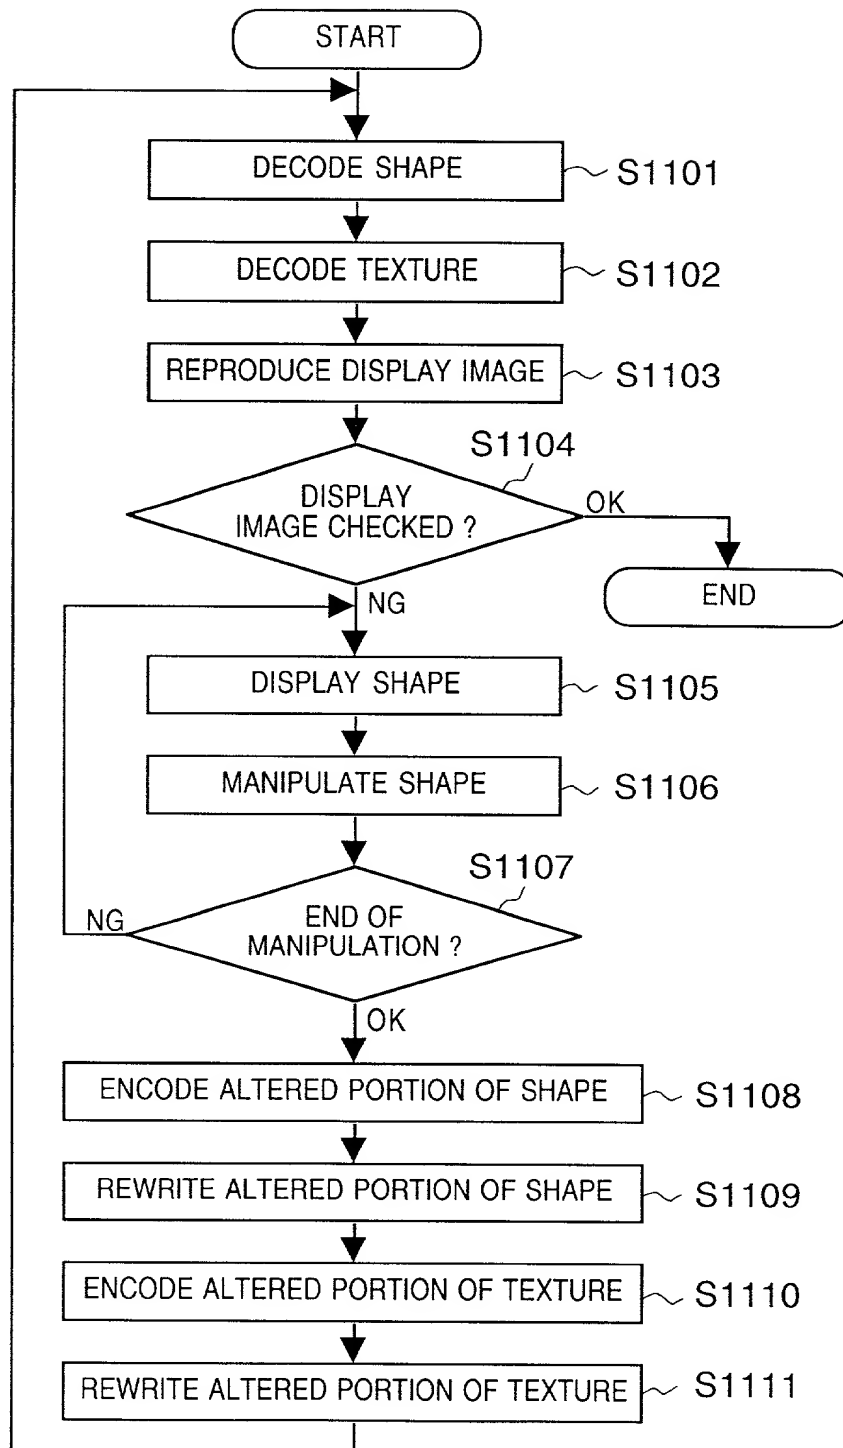 START
DECODE SHAPE
S1101
DECODE TEXTURE
S1102
REPRODUCE DISPLAY IMAGE
S1103
S1104
DISPLAY
IMAGE CHECKED ?
OK
END
NG
DISPLAY SHAPE
S1105
MANIPULATE SHAPE
S1106
S1107
END OF
MANIPULATION ?
NG
OK
ENCODE ALTERED PORTION OF SHAPE
S1108
REWRITE ALTERED PORTION OF SHAPE
S1109
ENCODE ALTERED PORTION OF TEXTURE
S1110
REWRITE ALTERED PORTION OF TEXTURE
S1111